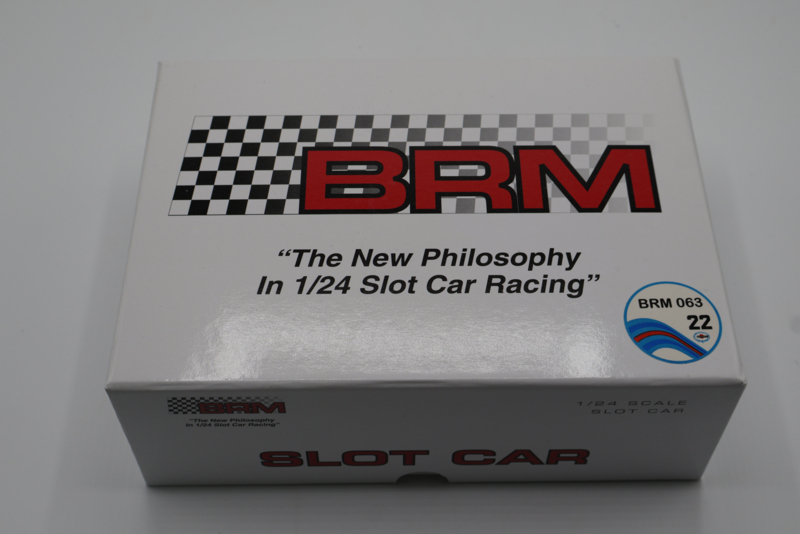 BRM
“The New Philosophy
In 1/24 Slot Car Racing”
BRM 063
22
BRM
“The New Philosophy
In 1/24 Slot Car Racing”
1/24 SCALE
SLOT CAR
SLOT CAR